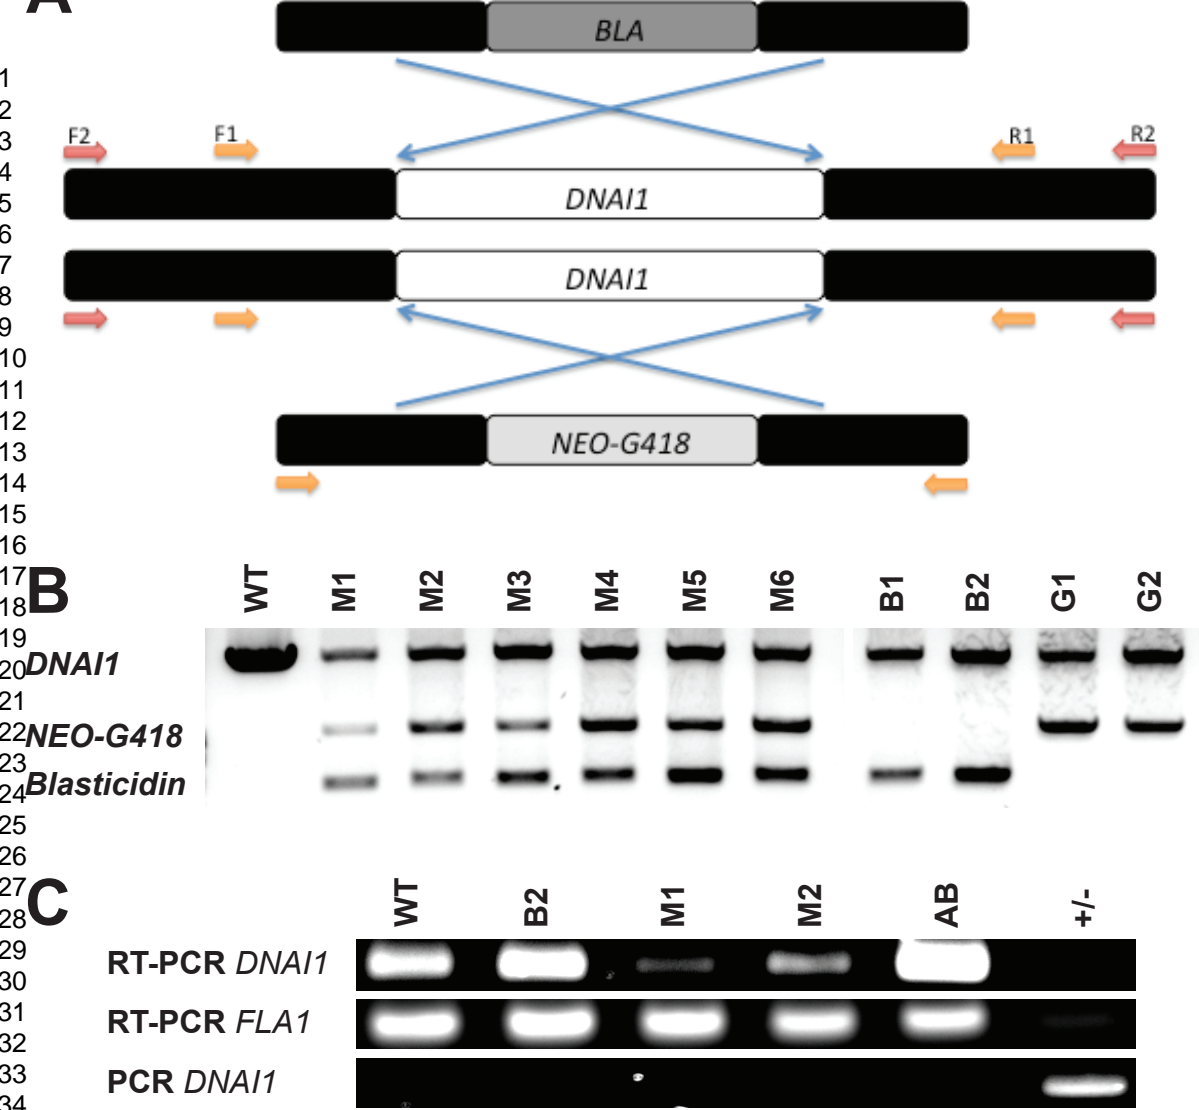 A
BLA
1
2
F2 F1 R1 R2
3
4
DNAI1
5
6
7
DNAI1
8
9
10
11
12
NEO-G418
13
14
15
16
17
B WT M1 M2 M3 M4 M5 M6 B1 B2 G1 G2
18
19
DNAI1
20
21
22
NEO-G418
23
Blasticidin
24
25
26
27
C WT B2 M1 M2 AB +/-
28
29
RT-PCR DNAI1
30
31
RT-PCR FLA1
32
33
PCR DNAI1
34